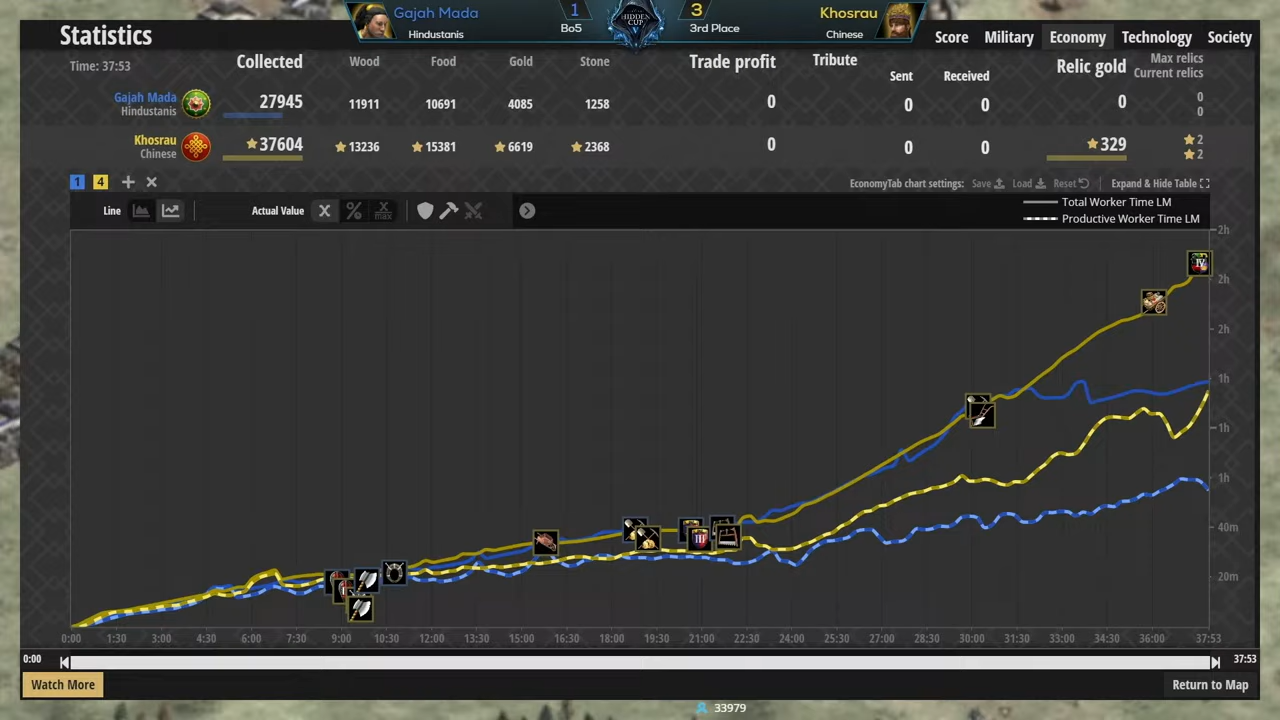 Gajah Mada 1 3 Khosrau
Hindustanis Bo5 HIDDEN CUP 3rd Place Chinese
Statistics Score Military Economy Technology Society
Time: 37:53 Collected Wood Food Gold Stone Trade profit Tribute Sent Received Relic gold Max relics
Current relics
Gajah Mada 27945 11911 10691 4085 1258 0 0 0 0 0
Hindustanis 0
Khosrau 37604 13236 15381 6619 2368 0 0 0 329 2
Chinese 2
1 4 EconomyTab chart settings: Save Load Reset Expand & Hide Table
Line Actual Value X % X max
Total Worker Time LM
Productive Worker Time LM
2h
IV
2h
2h
1h
1h
1h
III 40m
20m
0:00 1:30 3:00 4:30 6:00 7:30 9:00 10:30 12:00 13:30 15:00 16:30 18:00 19:30 21:00 22:30 24:00 25:30 27:00 28:30 30:00 31:30 33:00 34:30 36:00 37:53
0:00 37:53
Watch More Return to Map
33979